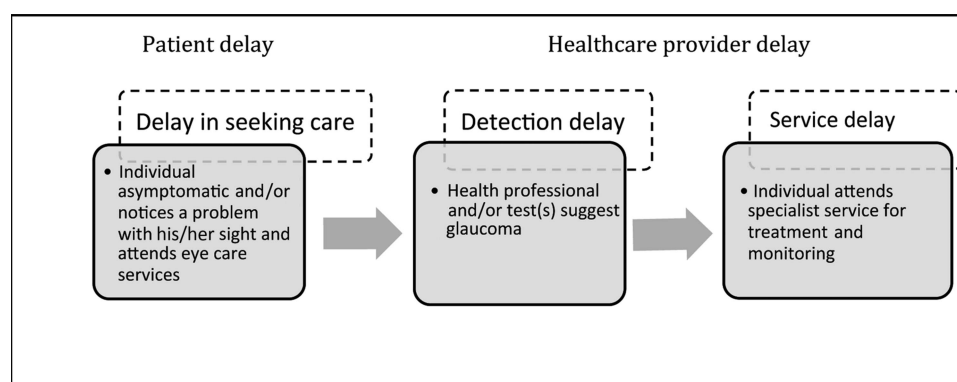 Patient delay
Healthcare provider delay
Delay in seeking care
• Individual
asymptomatic and/or
notices a problem
with his/her sight and
attends eye care
services
Detection delay
• Health professional
and/or test(s) suggest
glaucoma
Service delay
• Individual attends
specialist service for
treatment and
monitoring